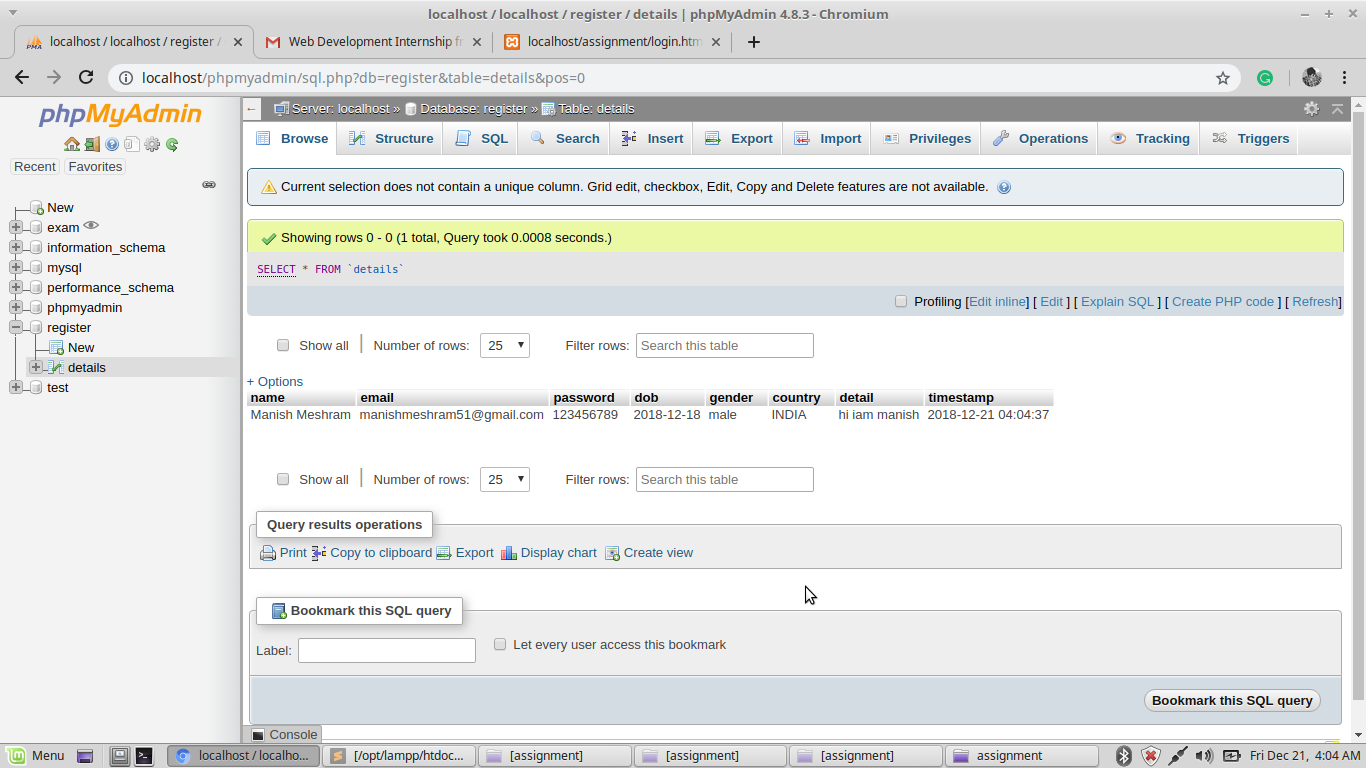 localhost / localhost / register / details | phpMyAdmin 4.8.3 - Chromium
localhost / localhost / register /
Web Development Internship f
localhost/assignment/login.htm
localhost/phpmyadmin/sql.php?db=register&table=details&pos=0
phpMyAdmin
Recent Favorites
New
exam
information_schema
mysql
performance_schema
phpmyadmin
register
New
details
test
Server: localhost » Database: register » Table: details
Browse Structure SQL Search Insert Export Import Privileges Operations Tracking Triggers
Current selection does not contain a unique column. Grid edit, checkbox, Edit, Copy and Delete features are not available.
Showing rows 0 - 0 (1 total, Query took 0.0008 seconds.)
SELECT * FROM `details`
Profiling [Edit inline] [ Edit ] [ Explain SQL ] [ Create PHP code ] [ Refresh]
Show all | Number of rows: 25 Filter rows: Search this table
+ Options
name email password dob gender country detail timestamp
Manish Meshram manishmeshram51@gmail.com 123456789 2018-12-18 male INDIA hi iam manish 2018-12-21 04:04:37
Show all | Number of rows: 25 Filter rows: Search this table
Query results operations
Print Copy to clipboard Export Display chart Create view
Bookmark this SQL query
Label: Let every user access this bookmark
Bookmark this SQL query
Console
Menu localhost / localho... [/opt/lampp/htdoc... [assignment] [assignment] [assignment] assignment Fri Dec 21, 4:04 AM